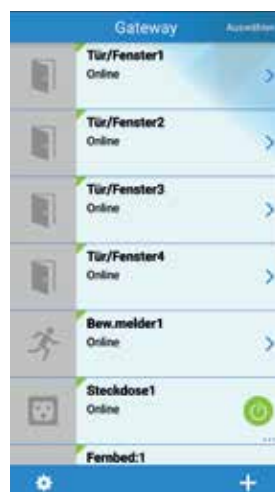 Gateway Auswählen
Tür/Fenster1
Online
Tür/Fenster2
Online
Tür/Fenster3
Online
Tür/Fenster4
Online
Bew.melder1
Online
Steckdose1
Online
Fernbed:1